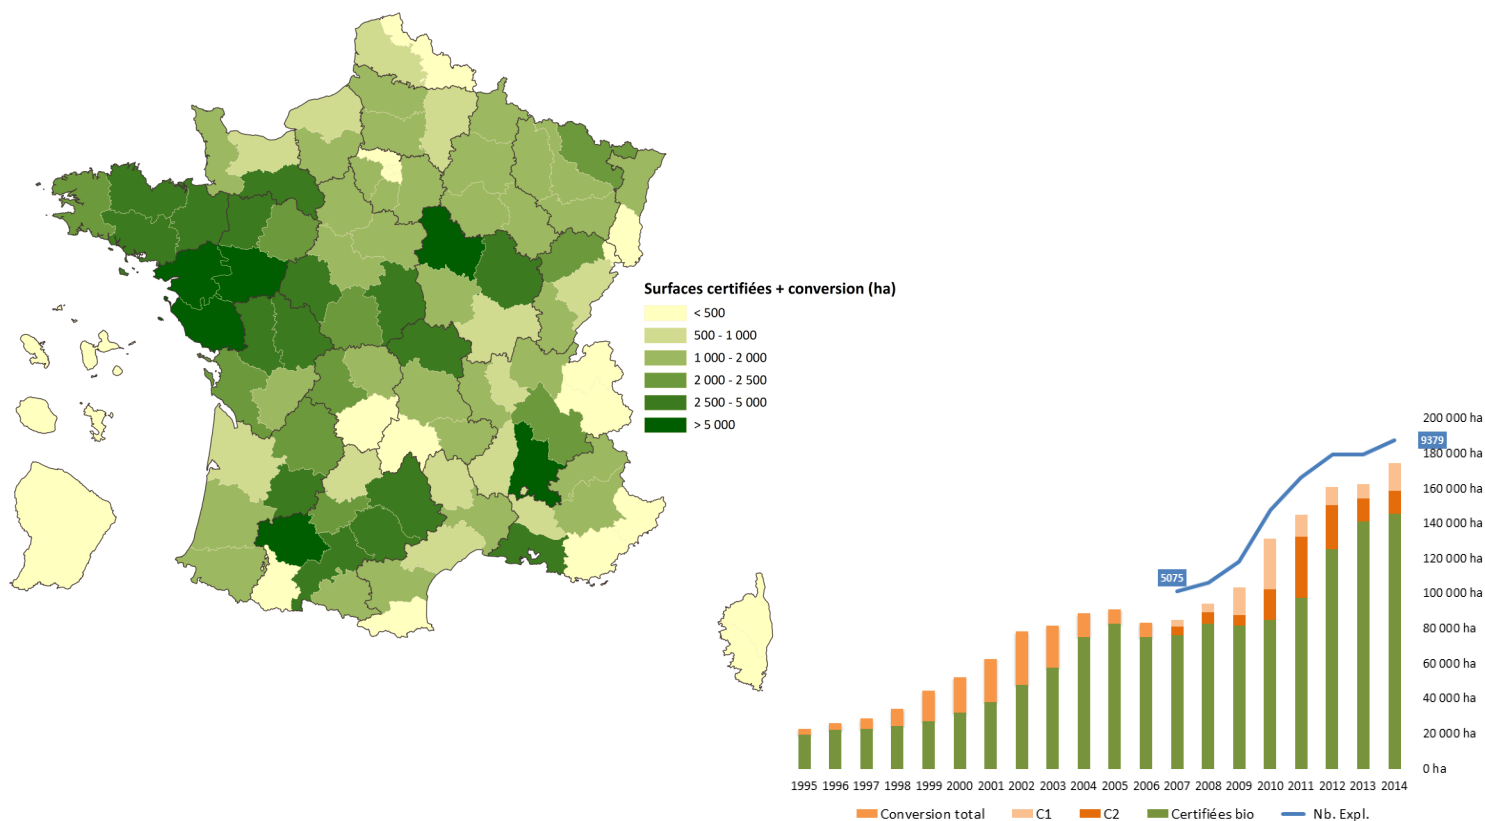 Surfaces certifiées + conversion (ha)
< 500
500 - 1 000
1 000 - 2 000
2 000 - 2 500
2 500 - 5 000
> 5 000
200 000 ha
9379
180 000 ha
160 000 ha
140 000 ha
120 000 ha
5075
100 000 ha
80 000 ha
60 000 ha
40 000 ha
20 000 ha
0 ha
1995 1996 1997 1998 1999 2000 2001 2002 2003 2004 2005 2006 2007 2008 2009 2010 2011 2012 2013 2014
Conversion total C1 C2 Certifiées bio Nb. Expl.